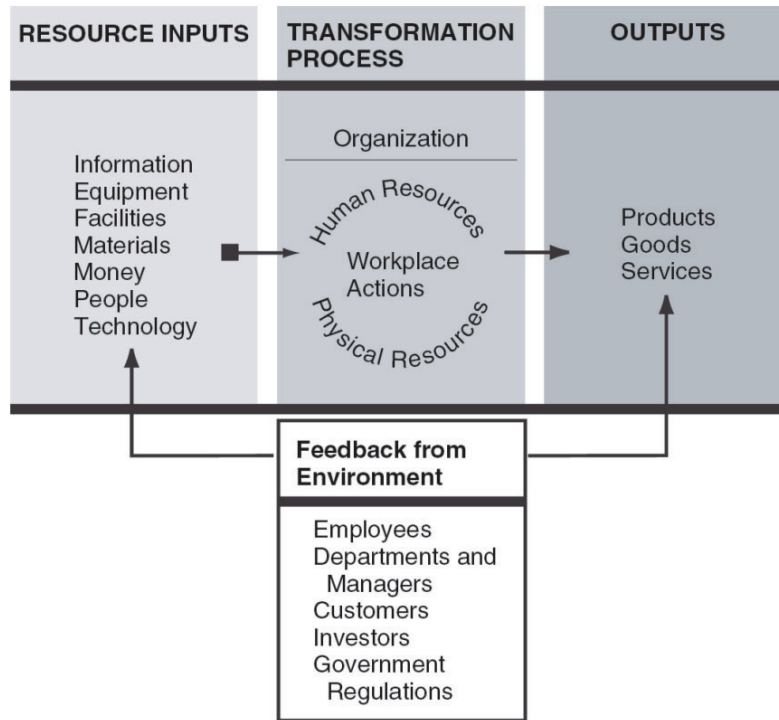 RESOURCE INPUTS
TRANSFORMATION
PROCESS
OUTPUTS
Information
Equipment
Facilities
Materials
Money
People
Technology
Organization
Human Resources
Workplace
Actions
Physical Resources
Products
Goods
Services
Feedback from
Environment
Employees
Departments and
Managers
Customers
Investors
Government
Regulations